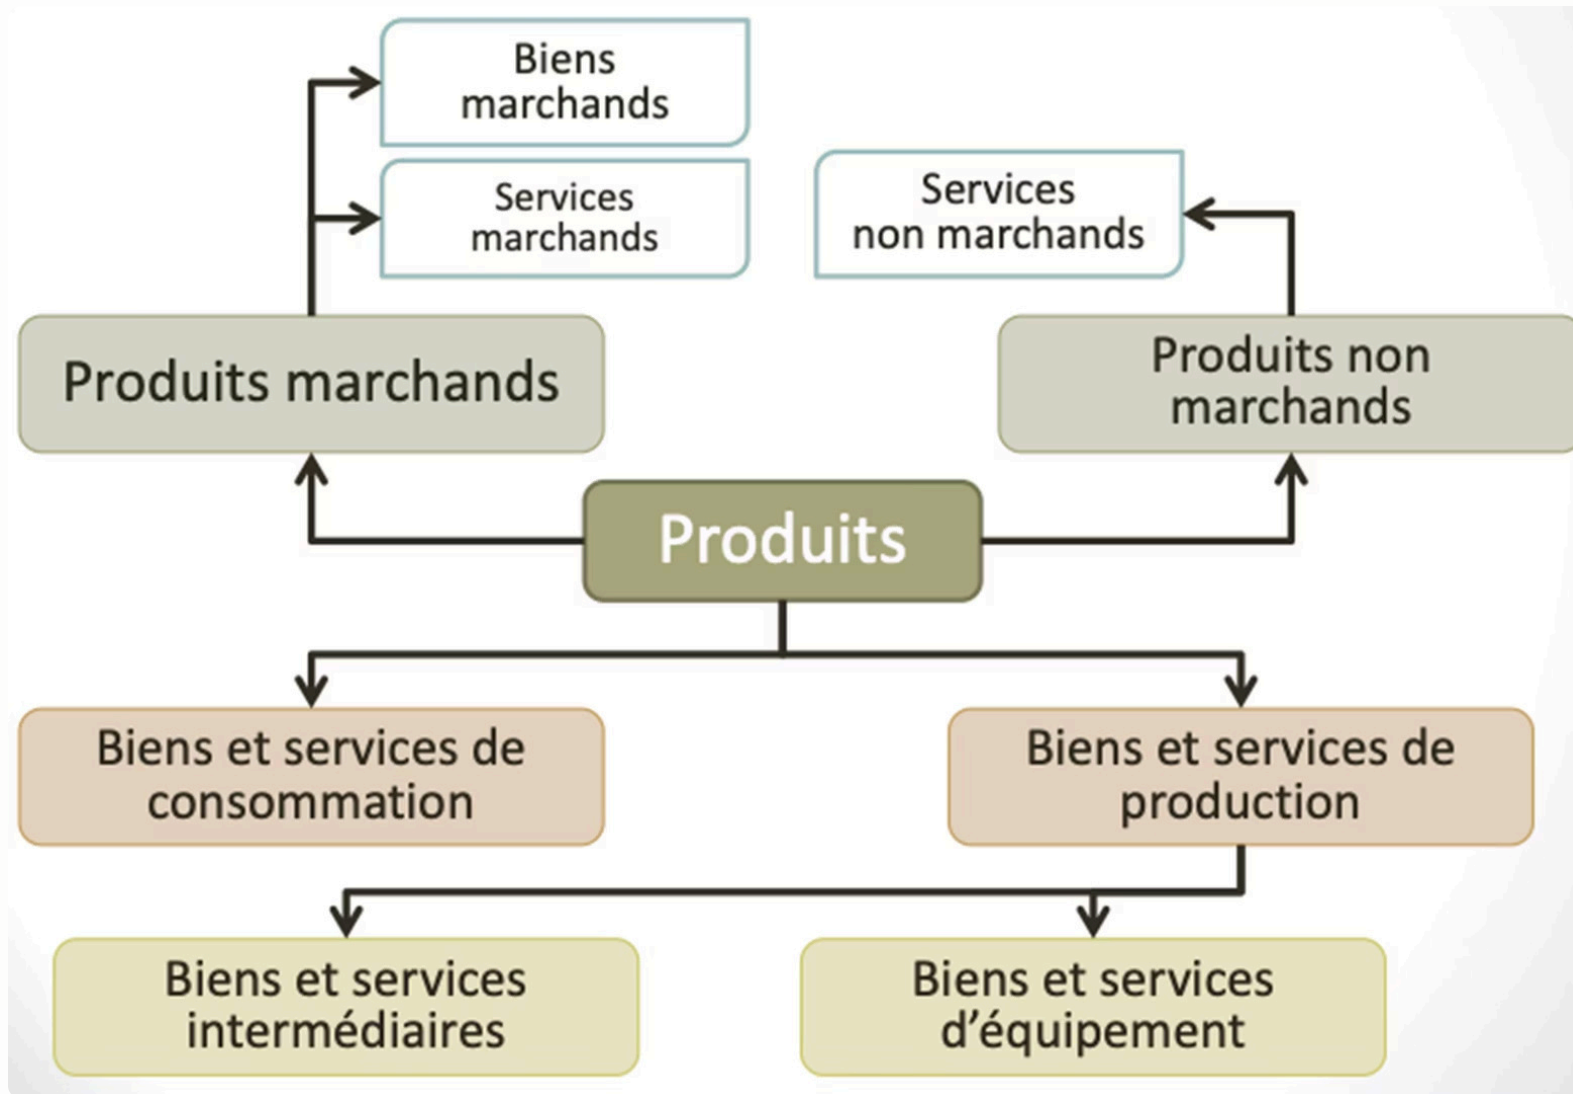 Biens
marchands
Services
marchands
Services
non marchands
Produits marchands
Produits non
marchands
Produits
Biens et services de
consommation
Biens et services de
production
Biens et services
intermédiaires
Biens et services
d’équipement